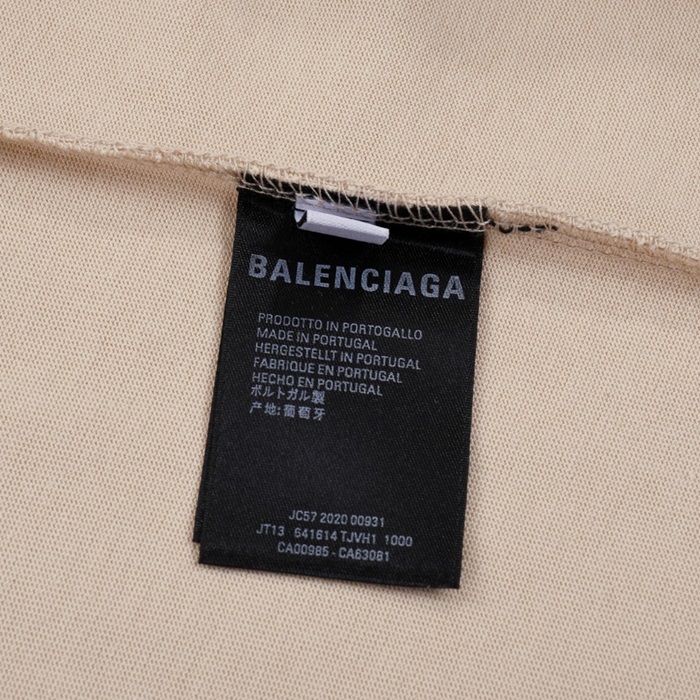 BALENCIAGA
PRODOTTO IN PORTOGALLO
MADE IN PORTUGAL
HERGESTELLT IN PORTUGAL
FABRIQUE EN PORTUGAL
HECHO EN PORTUGAL
ポルトガル製
产地:葡萄牙
JC57 2020 00931
JT13 641614 TJVH1 1000
CA00985 - CA63081